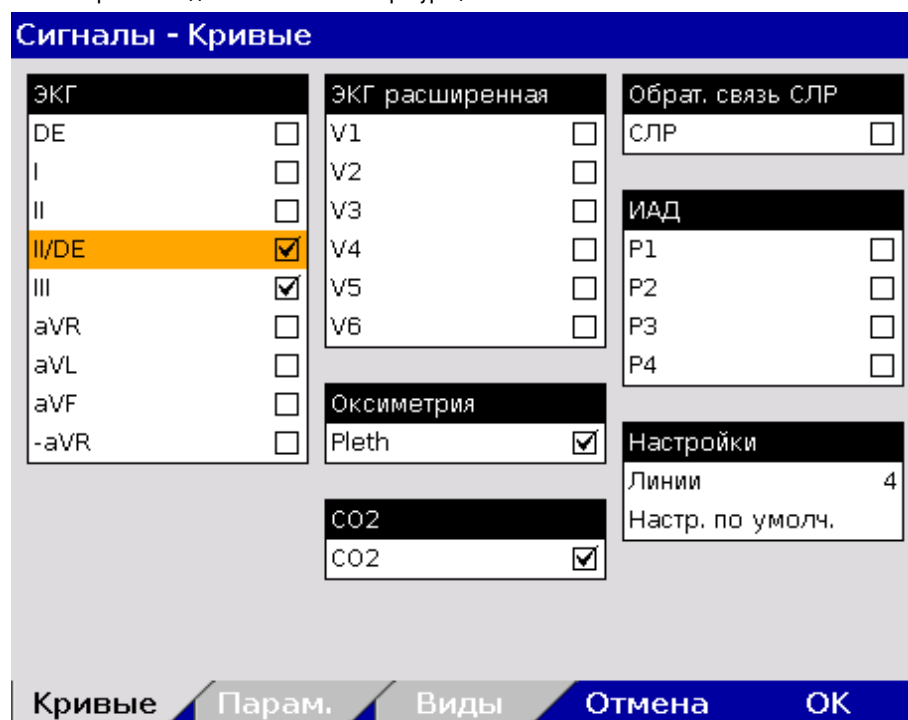 Сигналы - Кривые
ЭКГ
DE
I
II
II/DE
III
aVR
aVL
aVF
-aVR
ЭКГ расширенная
V1
V2
V3
V4
V5
V6
Оксиметрия
Pleth
CO2
CO2
Обрат. связь СЛР
СЛР
ИАД
P1
P2
P3
P4
Настройки
Линии 4
Настр. по умолч.
Кривые Парам. Виды Отмена OK